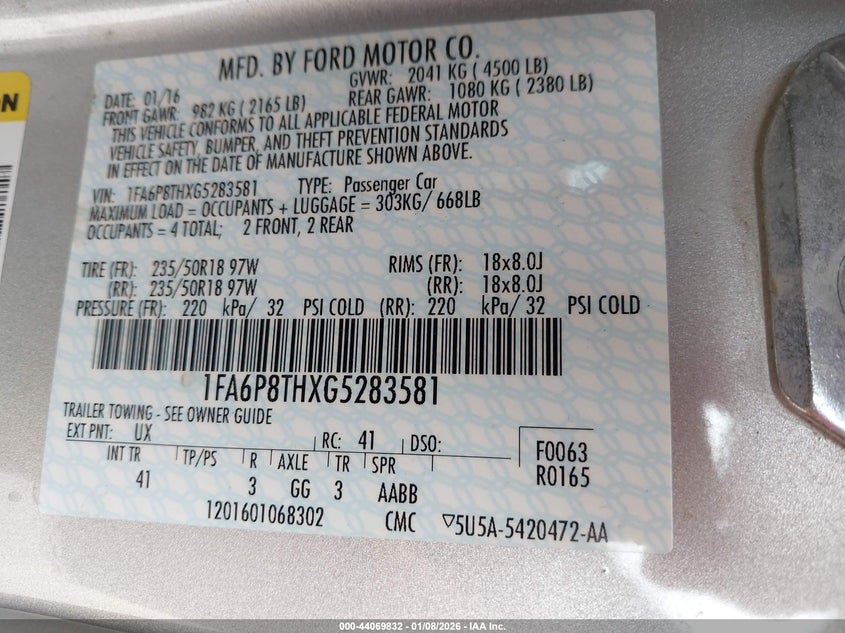 MFD. BY FORD MOTOR CO.
DATE: 01/16
GVWR: 2041 KG ( 4500 LB)
FRONT GAWR: 982 KG ( 2165 LB)
REAR GAWR: 1080 KG ( 2380 LB)
THIS VEHICLE CONFORMS TO ALL APPLICABLE FEDERAL MOTOR
VEHICLE SAFETY, BUMPER, AND THEFT PREVENTION STANDARDS
IN EFFECT ON THE DATE OF MANUFACTURE SHOWN ABOVE.
VIN: 1FA6P8THXG5283581 TYPE: Passenger Car
MAXIMUM LOAD = OCCUPANTS + LUGGAGE = 303KG/ 668LB
OCCUPANTS = 4 TOTAL; 2 FRONT, 2 REAR
TIRE (FR): 235/50R18 97W RIMS (FR): 18x8.0J
(RR): 235/50R18 97W (RR): 18x8.0J
PRESSURE (FR): 220 kPa/ 32 PSI COLD (RR): 220 kPa/ 32 PSI COLD
1FA6P8THXG5283581
TRAILER TOWING - SEE OWNER GUIDE
EXT PNT: UX RC: 41 DSO:
F0063
R0165
INT TR TP/PS R AXLE TR SPR
41 3 GG 3 AABB
1201601068302 CMC ▽5U5A-5420472-AA
ON
000-44069832 - 01/08/2026 - IAA Inc.